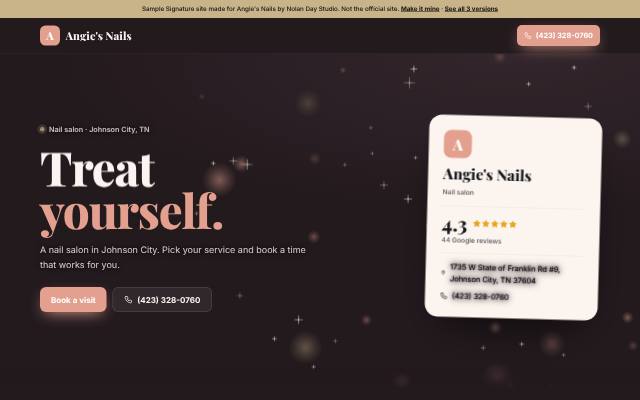 Sample Signature site made for Angie's Nails by Nolan Day Studio. Not the official site. Make it mine · See all 3 versions
A Angie's Nails
(423) 328-0760
Nail salon · Johnson City, TN
Treat
yourself.
A nail salon in Johnson City. Pick your service and book a time
that works for you.
Book a visit
(423) 328-0760
A
Angie's Nails
Nail salon
4.3 ★★★★★
44 Google reviews
1735 W State of Franklin Rd #9,
Johnson City, TN 37604
(423) 328-0760